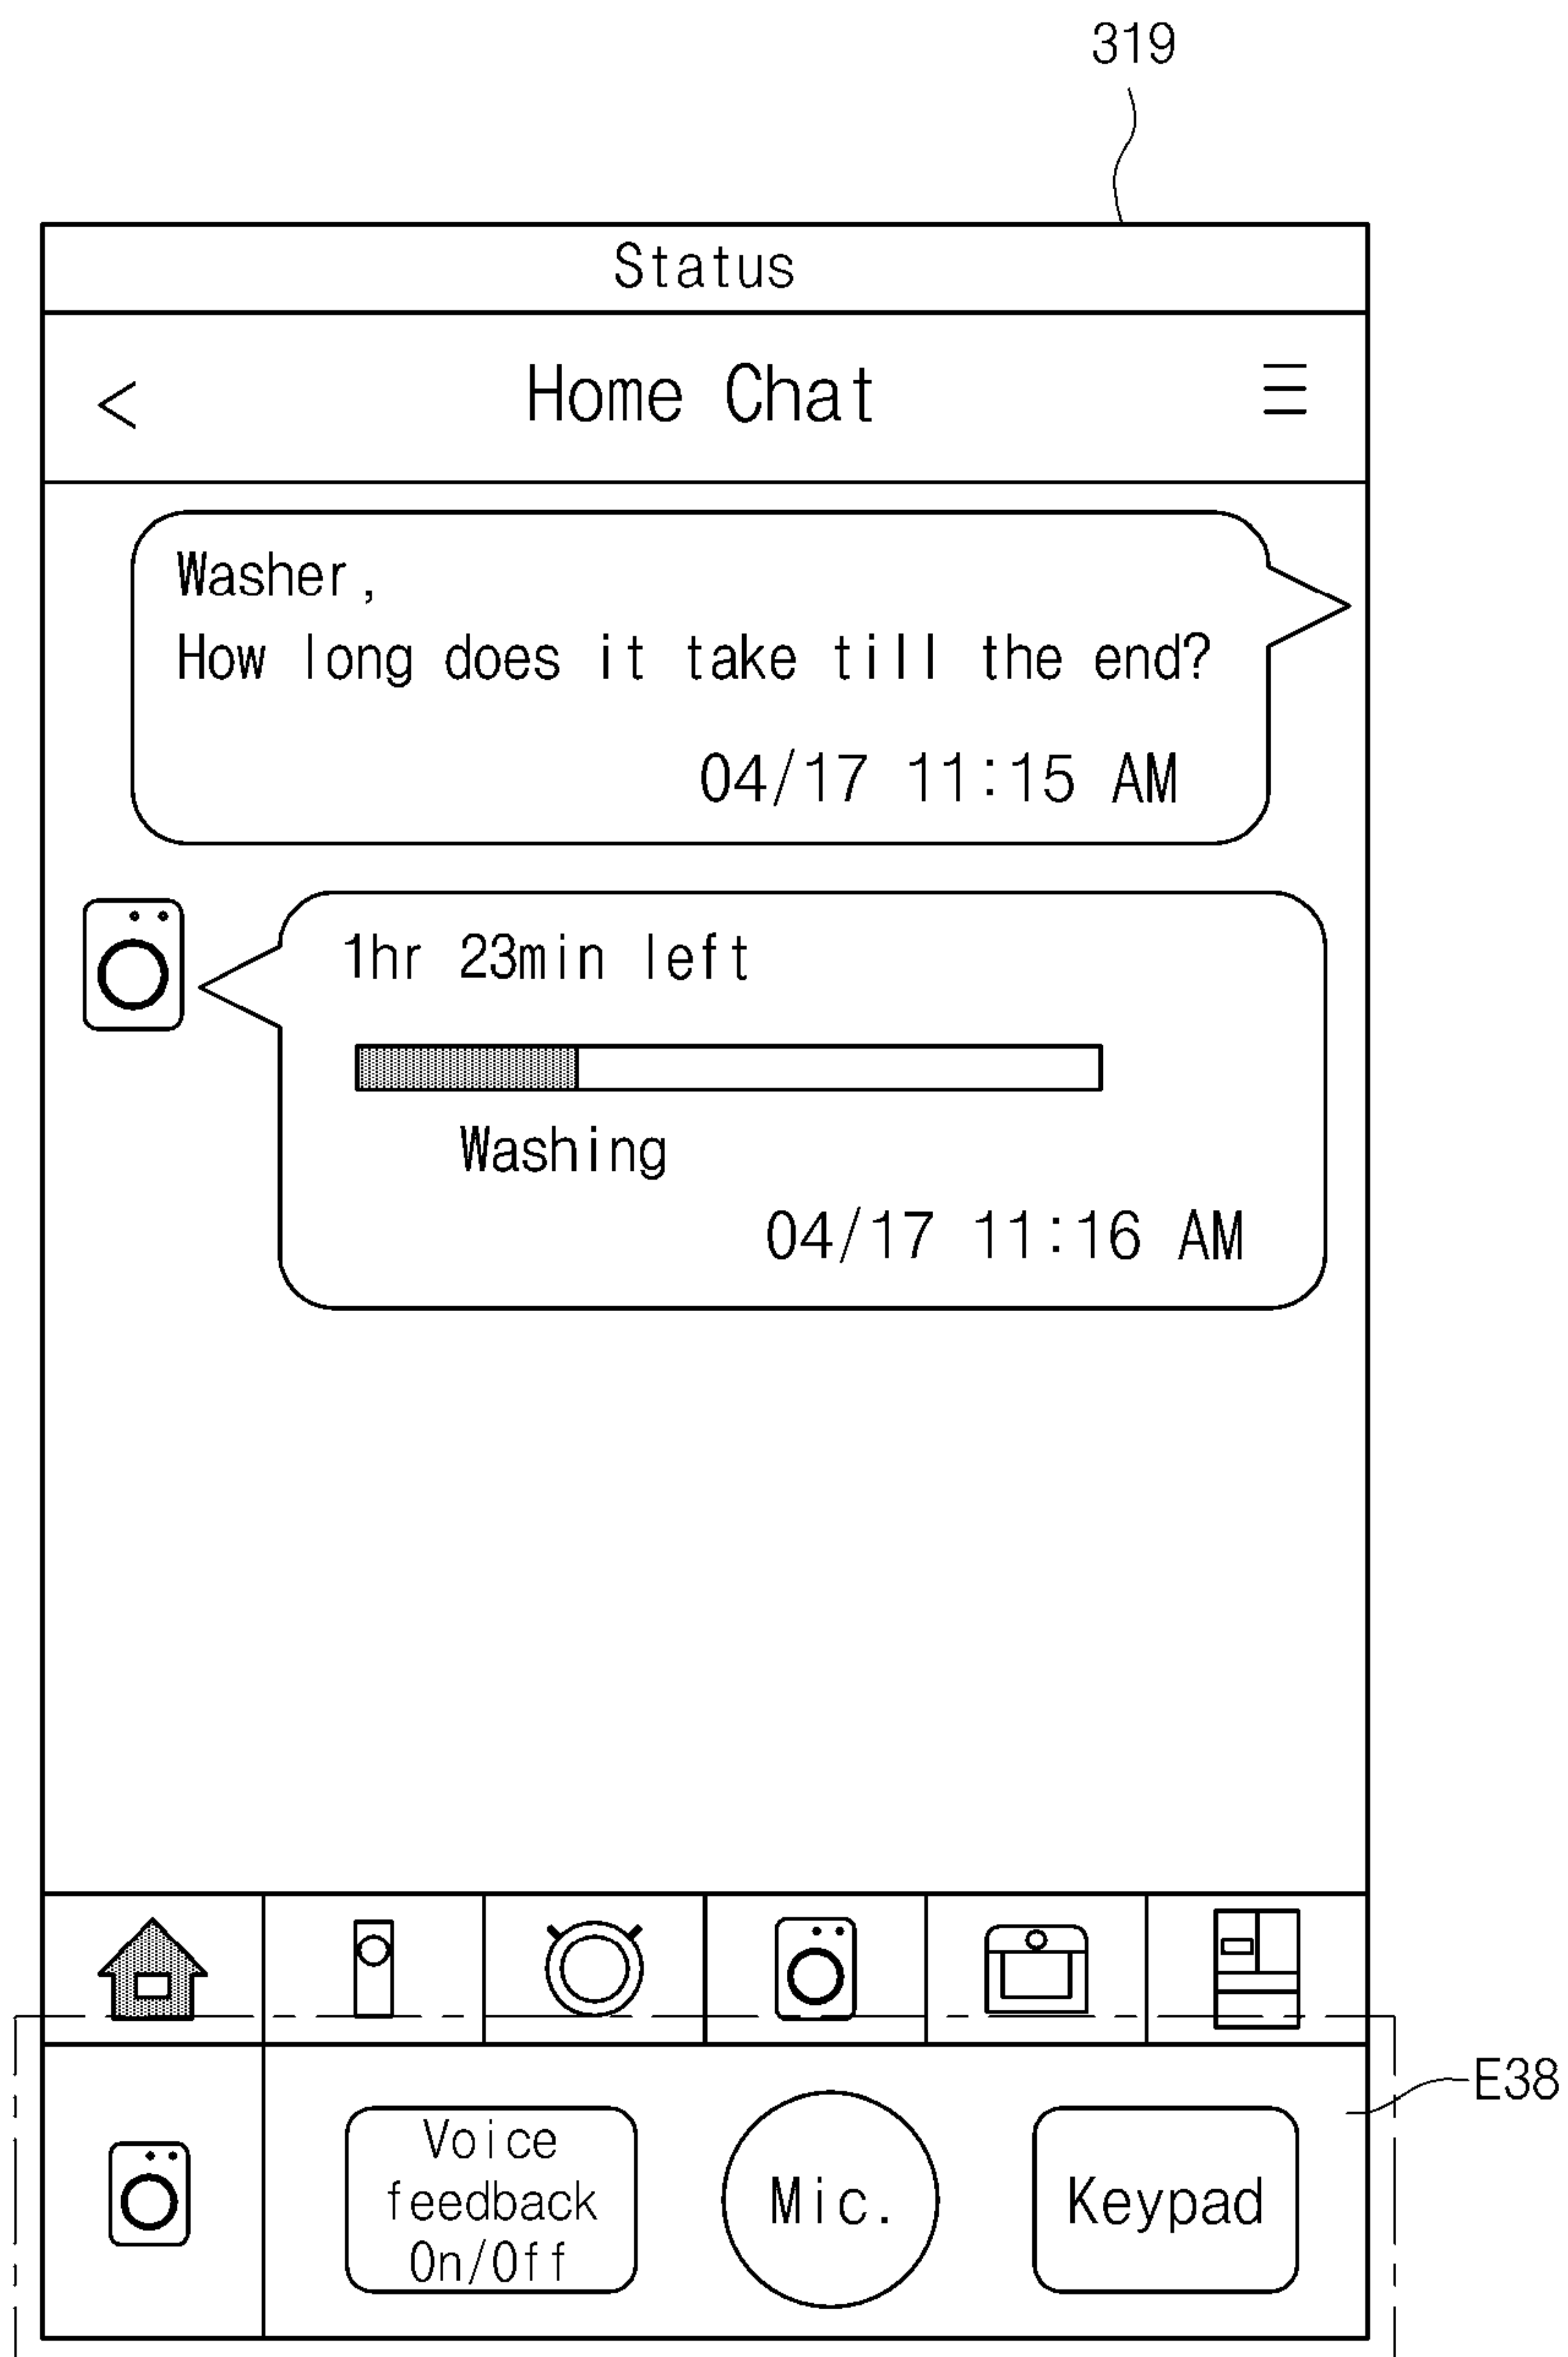 319
Status
< Home Chat
Washer,
How long does it take till the end?
04/17 11:15 AM
1hr 23min left
Washing
04/17 11:16 AM
E38
Voice
feedback
On/Off
Mic.
Keypad